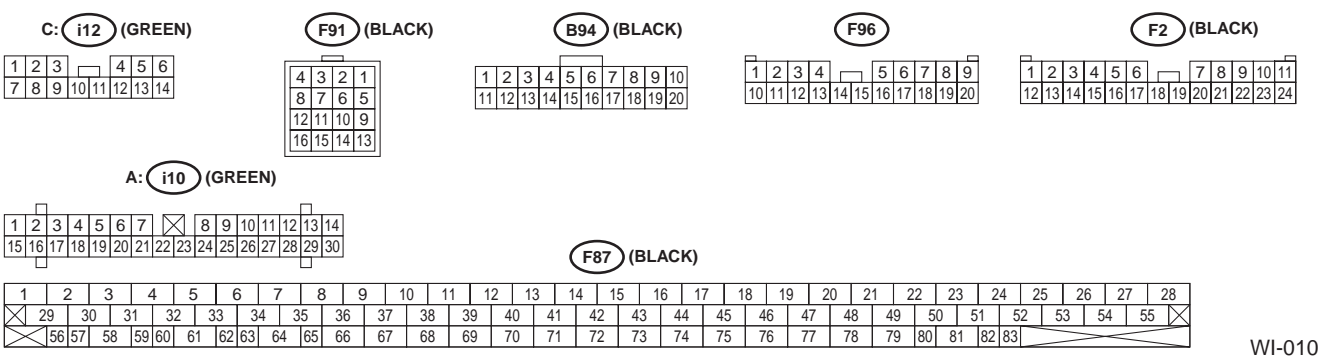 C: i12 (GREEN)
F91 (BLACK)
B94 (BLACK)
F96
F2 (BLACK)
1 2 3 4 5 6
7 8 9 10 11 12 13 14
4 3 2 1
8 7 6 5
12 11 10 9
16 15 14 13
1 2 3 4 5 6 7 8 9 10
11 12 13 14 15 16 17 18 19 20
1 2 3 4 5 6 7 8 9
10 11 12 13 14 15 16 17 18 19 20
1 2 3 4 5 6 7 8 9 10 11
12 13 14 15 16 17 18 19 20 21 22 23 24
A: i10 (GREEN)
1 2 3 4 5 6 7 8 9 10 11 12 13 14
15 16 17 18 19 20 21 22 23 24 25 26 27 28 29 30
F87 (BLACK)
1 2 3 4 5 6 7 8 9 10 11 12 13 14 15 16 17 18 19 20 21 22 23 24 25 26 27 28
29 30 31 32 33 34 35 36 37 38 39 40 41 42 43 44 45 46 47 48 49 50 51 52 53 54 55
56 57 58 59 60 61 62 63 64 65 66 67 68 69 70 71 72 73 74 75 76 77 78 79 80 81 82 83
WI-010